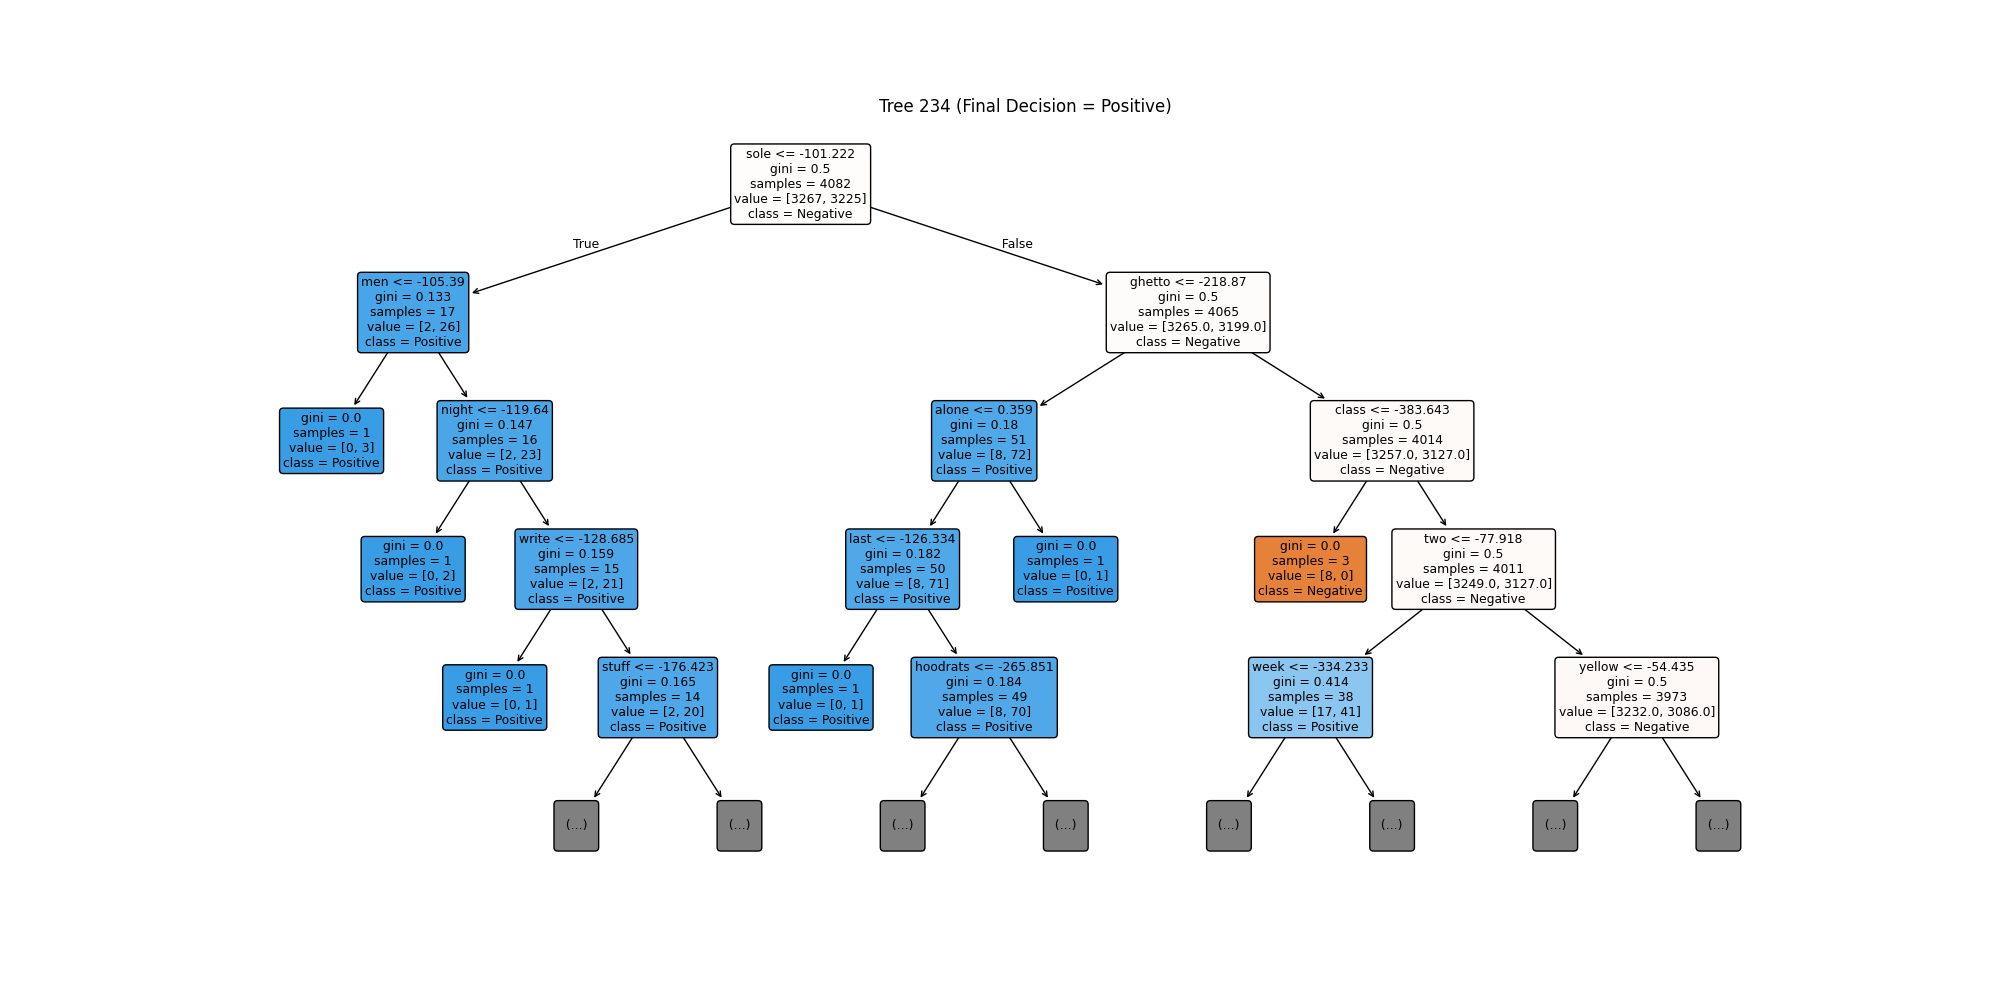 Tree 234 (Final Decision = Positive)
sole <= -101.222
gini = 0.5
samples = 4082
value = [3267, 3225]
class = Negative
True
False
men <= -105.39
gini = 0.133
samples = 17
value = [2, 26]
class = Positive
ghetto <= -218.87
gini = 0.5
samples = 4065
value = [3265.0, 3199.0]
class = Negative
gini = 0.0
samples = 1
value = [0, 3]
class = Positive
night <= -119.64
gini = 0.147
samples = 16
value = [2, 23]
class = Positive
alone <= 0.359
gini = 0.18
samples = 51
value = [8, 72]
class = Positive
class <= -383.643
gini = 0.5
samples = 4014
value = [3257.0, 3127.0]
class = Negative
gini = 0.0
samples = 1
value = [0, 2]
class = Positive
write <= -128.685
gini = 0.159
samples = 15
value = [2, 21]
class = Positive
last <= -126.334
gini = 0.182
samples = 50
value = [8, 71]
class = Positive
gini = 0.0
samples = 1
value = [0, 1]
class = Positive
gini = 0.0
samples = 3
value = [8, 0]
class = Negative
two <= -77.918
gini = 0.5
samples = 4011
value = [3249.0, 3127.0]
class = Negative
gini = 0.0
samples = 1
value = [0, 1]
class = Positive
stuff <= -176.423
gini = 0.165
samples = 14
value = [2, 20]
class = Positive
gini = 0.0
samples = 1
value = [0, 1]
class = Positive
hoodrats <= -265.851
gini = 0.184
samples = 49
value = [8, 70]
class = Positive
week <= -334.233
gini = 0.414
samples = 38
value = [17, 41]
class = Positive
yellow <= -54.435
gini = 0.5
samples = 3973
value = [3232.0, 3086.0]
class = Negative
(...)
(...)
(...)
(...)
(...)
(...)
(...)
(...)